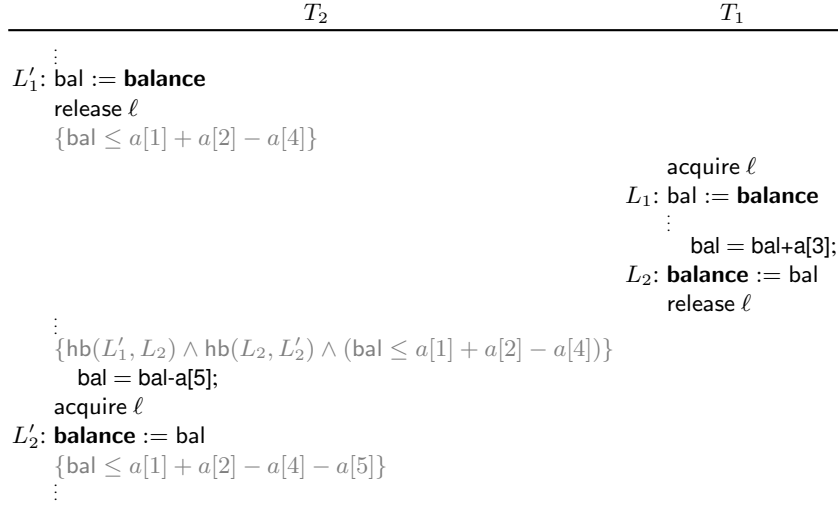 T₂ T₁
⋮
L′₁: bal := balance
release ℓ
{bal ≤ a[1] + a[2] − a[4]}
acquire ℓ
L₁: bal := balance
⋮
bal = bal+a[3];
L₂: balance := bal
release ℓ
⋮
{hb(L′₁, L₂) ∧ hb(L₂, L′₂) ∧ (bal ≤ a[1] + a[2] − a[4])}
bal = bal-a[5];
acquire ℓ
L′₂: balance := bal
{bal ≤ a[1] + a[2] − a[4] − a[5]}
⋮